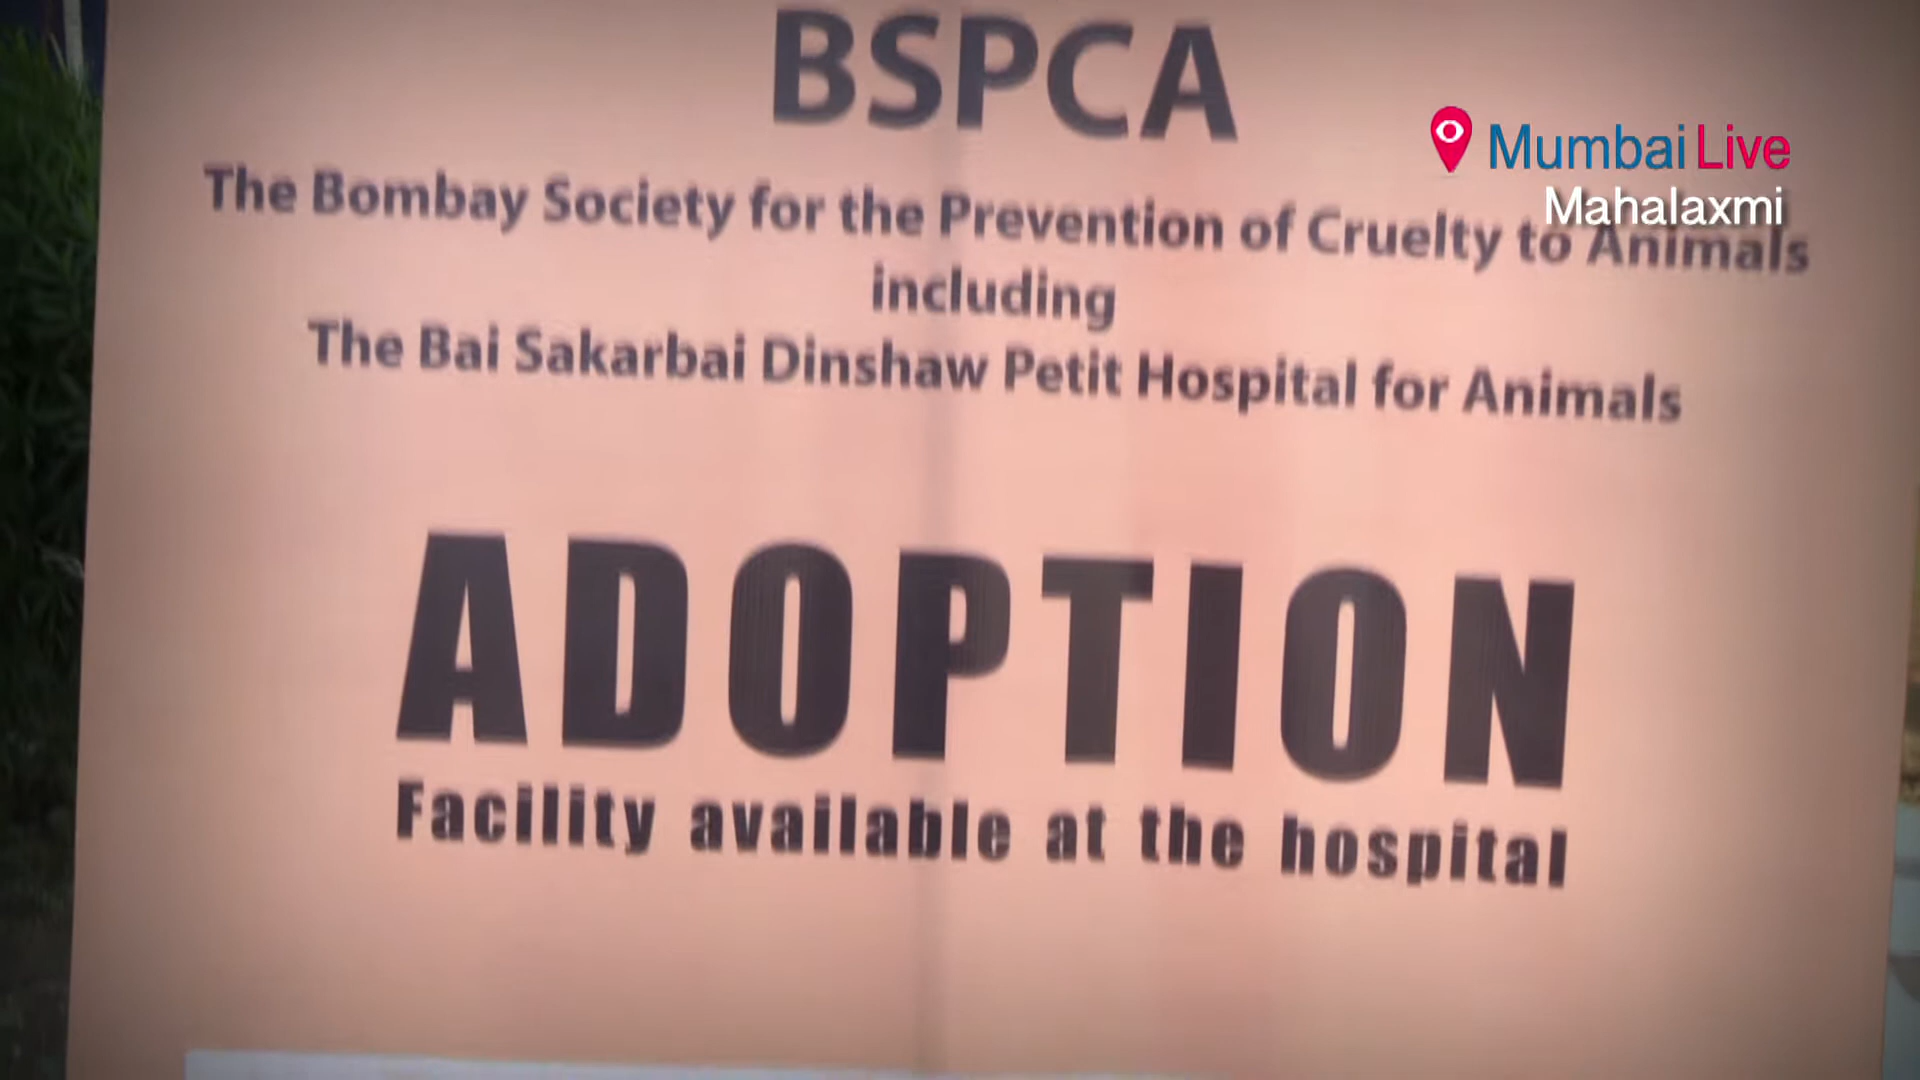 BSPCA
Mumbai Live
Mahalaxmi
The Bombay Society for the Prevention of Cruelty to Animals
including
The Bai Sakarbai Dinshaw Petit Hospital for Animals
ADOPTION
Facility available at the hospital